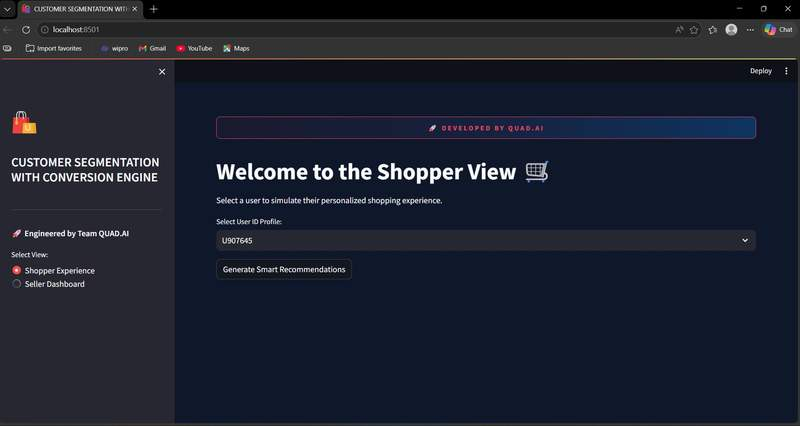 CUSTOMER SEGMENTATION WITH
localhost:8501
Chat
Import favorites
wipro
Gmail
YouTube
Maps
Deploy
DEVELOPED BY QUAD.AI
CUSTOMER SEGMENTATION
WITH CONVERSION ENGINE
Engineered by Team QUAD.AI
Select View:
Shopper Experience
Seller Dashboard
Welcome to the Shopper View
Select a user to simulate their personalized shopping experience.
Select User ID Profile:
U907645
Generate Smart Recommendations